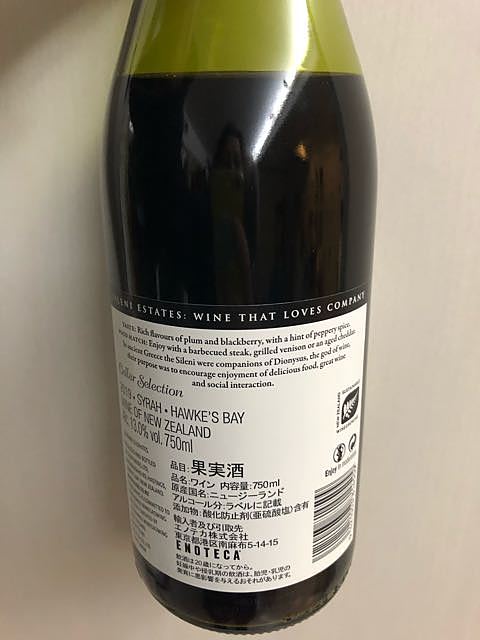 SILENI ESTATES: WINE THAT LOVES COMPANY
TASTE: Rich flavours of plum and blackberry, with a hint of peppery spice.
FOOD MATCH: Enjoy with a barbecued steak, grilled venison or an aged cheddar.
In ancient Greece the Sileni were companions of Dionysus, the god of wine,
their purpose was to encourage enjoyment of delicious food, great wine
and social interaction.
Cellar Selection
2019 • SYRAH • HAWKE'S BAY
WINE OF NEW ZEALAND
ALC. 13.0% vol. 750ml
品目:果実酒
品名:ワイン 内容量:750ml
原産国名:ニュージーランド
アルコール分:ラベルに記載
添加物:酸化防止剤(亜硫酸塩)含有
輸入者及び引取先
エノテカ株式会社
東京都港区南麻布5-14-15
ENOTECA
飲酒は20歳になってから。
妊娠中や授乳期の飲酒は、胎児・乳児の
発育に悪影響を与えるおそれがあります。
Enjoy in